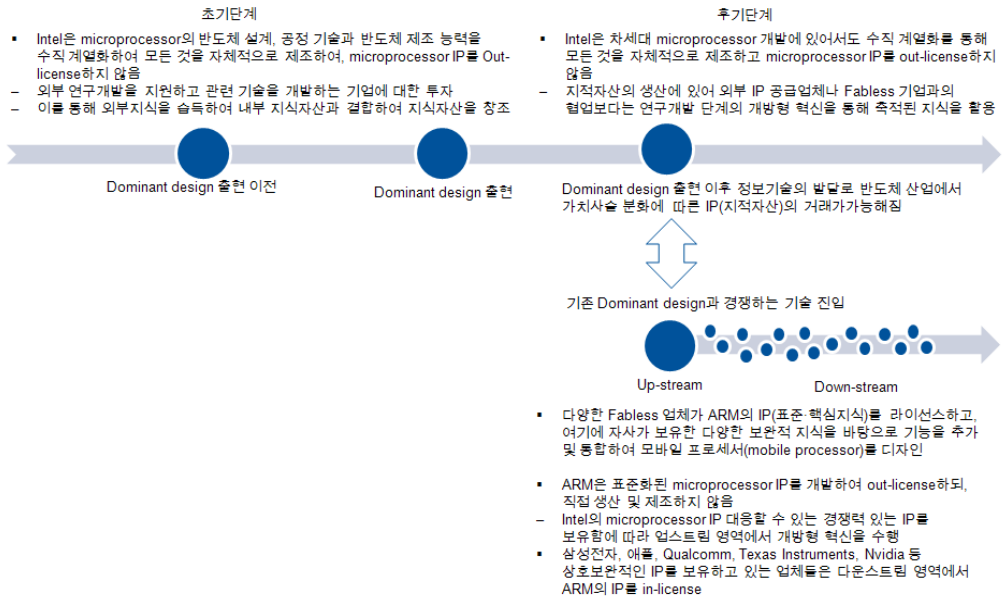 초기단계
▪ Intel은 microprocessor의 반도체 설계, 공정 기술과 반도체 제조 능력을
수직 계열화하여 모든 것을 자체적으로 제조하여, microprocessor IP를 Out-
license하지 않음
– 외부 연구개발을 지원하고 관련 기술을 개발하는 기업에 대한 투자
– 이를 통해 외부지식을 습득하여 내부 지식자산과 결합하여 지식자산을 창조
후기단계
▪ Intel은 차세대 microprocessor 개발에 있어서도 수직 계열화를 통해
모든 것을 자체적으로 제조하고 microprocessor IP를 out-license하지
않음
– 지적자산의 생산에 있어 외부 IP 공급업체나 Fabless 기업과의
협업보다는 연구개발 단계의 개방형 혁신을 통해 축적된 지식을 활용
Dominant design 출현 이전
Dominant design 출현
Dominant design 출현 이후 정보기술의 발달로 반도체 산업에서
가치사슬 분화에 따른 IP(지적자산)의 거래가가능해짐
기존 Dominant design과 경쟁하는 기술 진입
Up-stream
Down-stream
▪ 다양한 Fabless 업체가 ARM의 IP(표준·핵심지식)를 라이선스하고,
여기에 자사가 보유한 다양한 보완적 지식을 바탕으로 기능을 추가
및 통합하여 모바일 프로세서(mobile processor)를 디자인
▪ ARM은 표준화된 microprocessor IP를 개발하여 out-license하되,
직접 생산 및 제조하지 않음
– Intel의 microprocessor IP 대응할 수 있는 경쟁력 있는 IP를
보유함에 따라 업스트림 영역에서 개방형 혁신을 수행
▪ 삼성전자, 애플, Qualcomm, Texas Instruments, Nvidia 등
상호보완적인 IP를 보유하고 있는 업체들은 다운스트림 영역에서
ARM의 IP를 in-license